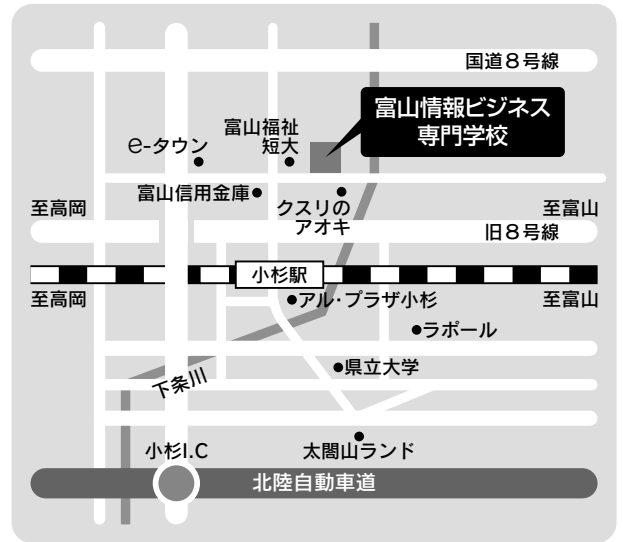 国道8号線
富山情報ビジネス
専門学校
富山福祉
短大
e-タウン
富山信用金庫
クスリの
アオキ
至高岡
至富山
旧8号線
小杉駅
至高岡
至富山
アル・プラザ小杉
ラポール
県立大学
下条川
小杉I.C
太閤山ランド
北陸自動車道